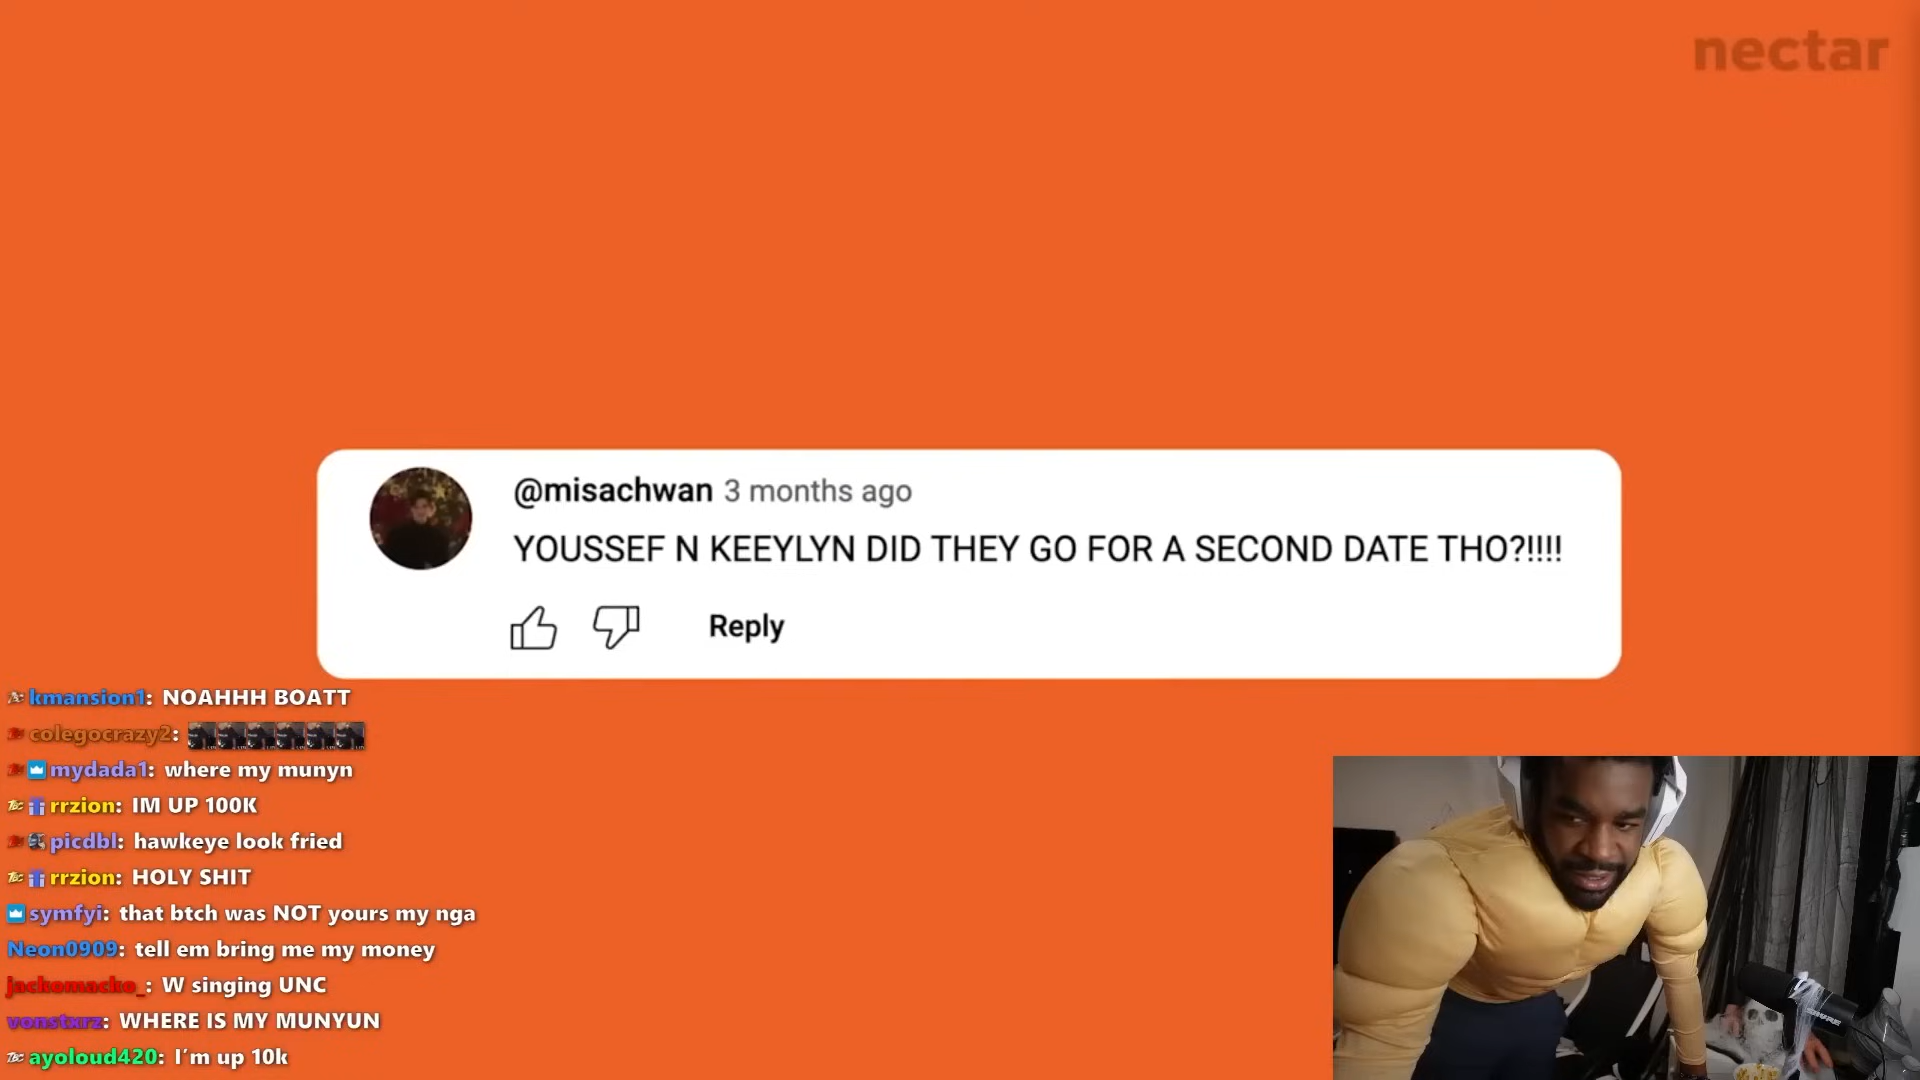 nectar
@misachwan 3 months ago
YOUSSEF N KEEYLYN DID THEY GO FOR A SECOND DATE THO?!!!!
Reply
kmansion1: NOAHHH BOATT
colegocrazy2:
mydada1: where my munyn
rrzion: IM UP 100K
picdbl: hawkeye look fried
rrzion: HOLY SHIT
symfyi: that btch was NOT yours my nga
Neon0909: tell em bring me my money
jackomacko_: W singing UNC
vonstxrz: WHERE IS MY MUNYUN
ayoloud420: I'm up 10k